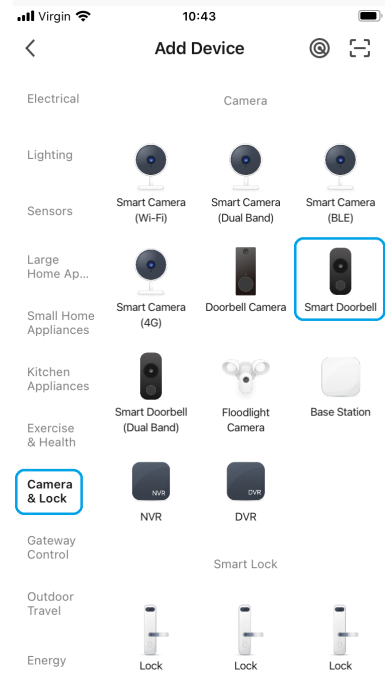 Virgin
10:43
Add Device
Electrical
Lighting
Sensors
Large
Home Ap...
Small Home
Appliances
Kitchen
Appliances
Exercise
& Health
Camera
& Lock
Gateway
Control
Outdoor
Travel
Energy
Camera
Smart Camera
(Wi-Fi)
Smart Camera
(Dual Band)
Smart Camera
(BLE)
Smart Camera
(4G)
Doorbell Camera
Smart Doorbell
Smart Doorbell
(Dual Band)
Floodlight
Camera
Base Station
NVR
NVR
DVR
DVR
Smart Lock
Lock
Lock
Lock